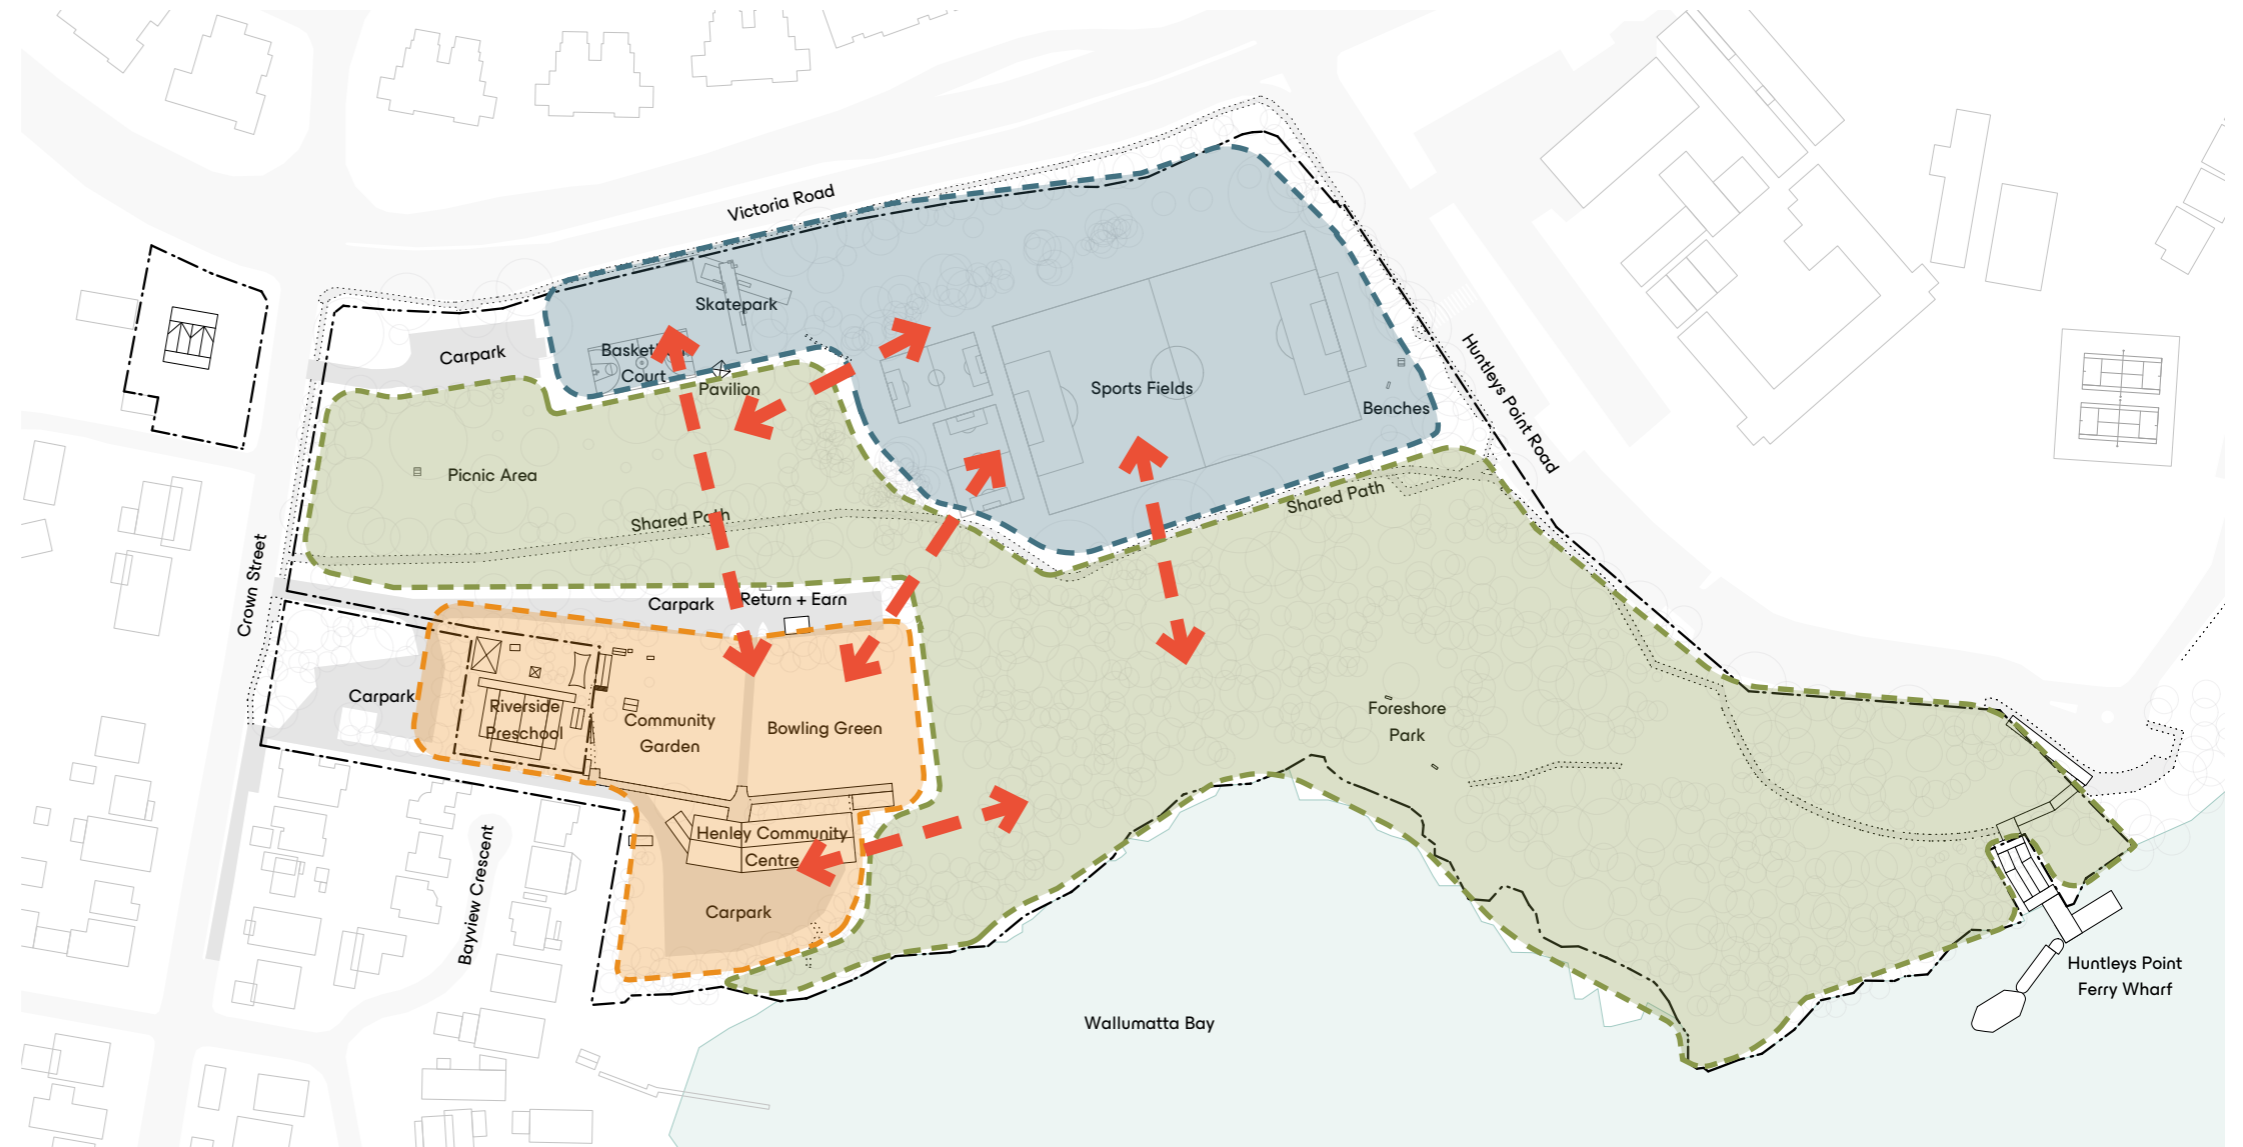 Victoria Road
Skatepark
Carpark
Basketb
Court
Pavilion
Sports Fields
Benches
Huntleys Point Road
Picnic Area
Shared Path
Shared Path
Crown Street
Carpark
Return + Earn
Carpark
Riverside
Preschool
Community
Garden
Bowling Green
Foreshore
Park
Henley Community
Centre
Bayview Crescent
Carpark
Huntleys Point
Ferry Wharf
Wallumatta Bay